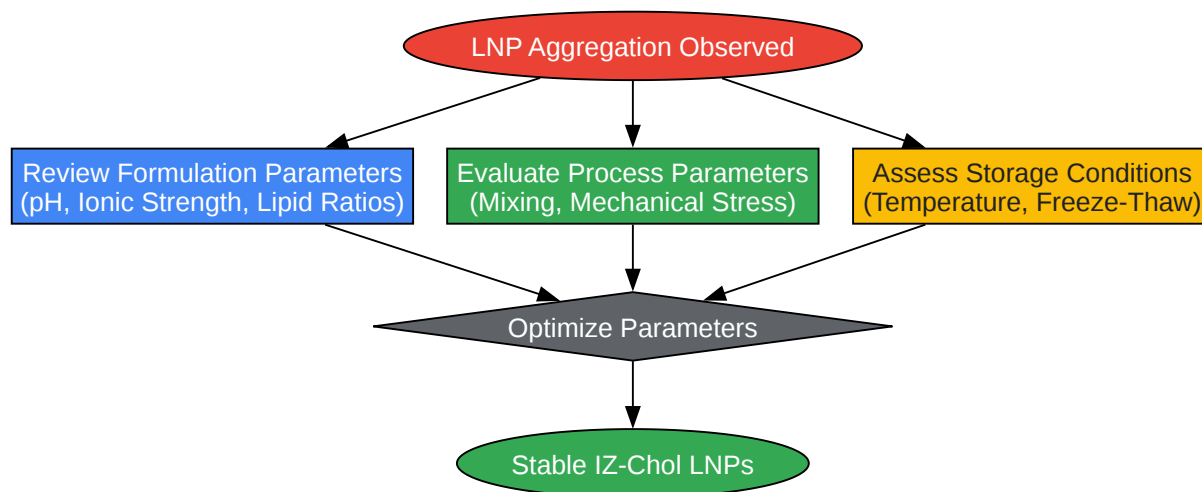 LNP Aggregation Observed
Review Formulation Parameters
(pH, Ionic Strength, Lipid Ratios)
Evaluate Process Parameters
(Mixing, Mechanical Stress)
Assess Storage Conditions
(Temperature, Freeze-Thaw)
Optimize Parameters
Stable IZ-Chol LNPs